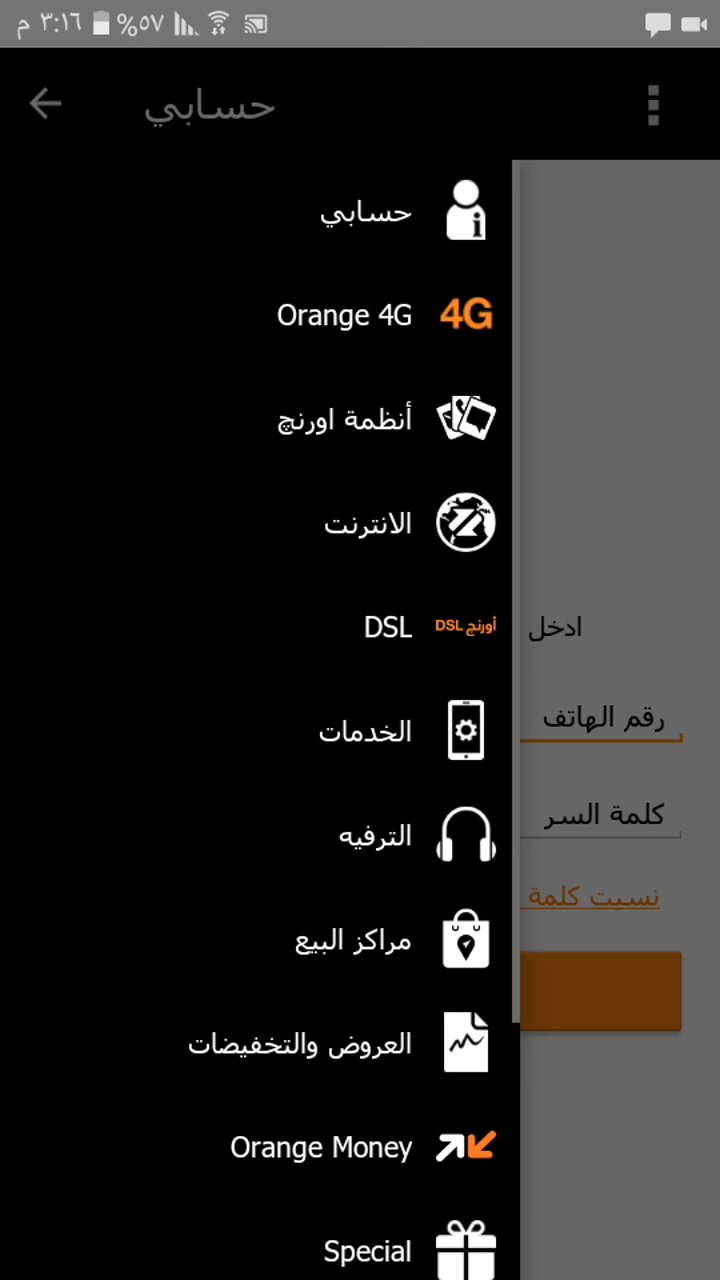 ٣:١٦ م %٥٧
حسابي
حسابي
Orange 4G 4G
أنظمة اورنچ
الانترنت
DSL أورنج DSL
ادخل
رقم الهاتف
الخدمات
كلمة السر
الترفيه
نسيت كلمة
مراكز البيع
العروض والتخفيضات
Orange Money
Special